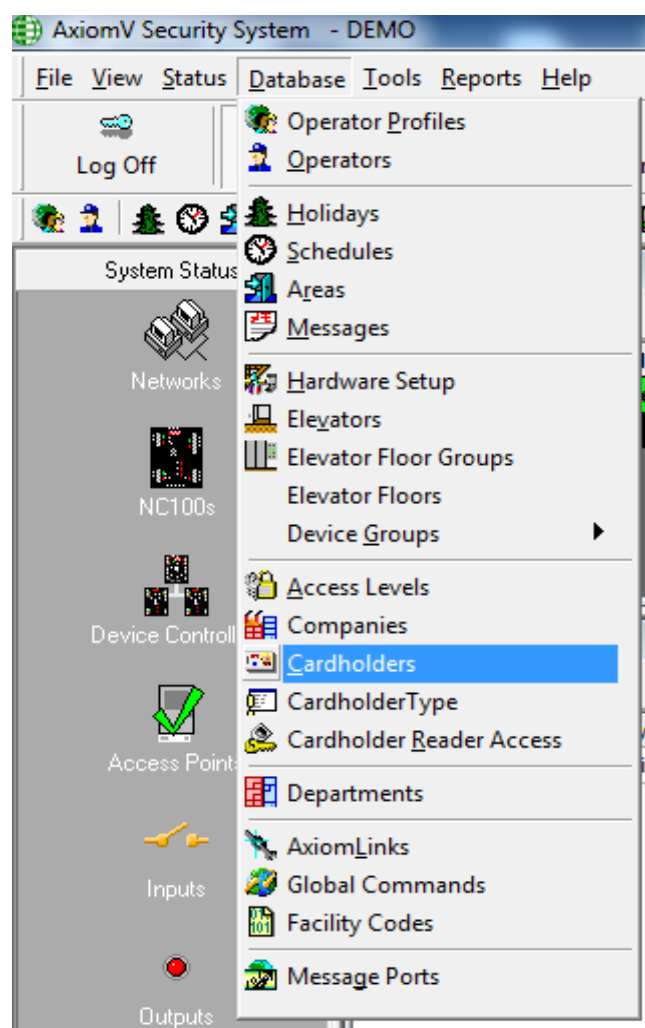 AxiomV Security System - DEMO
File View Status Database Tools Reports Help
Log Off
System Status
Networks
NC100s
Device Controll
Access Points
Inputs
Outputs
Operator Profiles
Operators
Holidays
Schedules
Areas
Messages
Hardware Setup
Elevators
Elevator Floor Groups
Elevator Floors
Device Groups
Access Levels
Companies
Cardholders
CardholderType
Cardholder Reader Access
Departments
AxiomLinks
Global Commands
Facility Codes
Message Ports